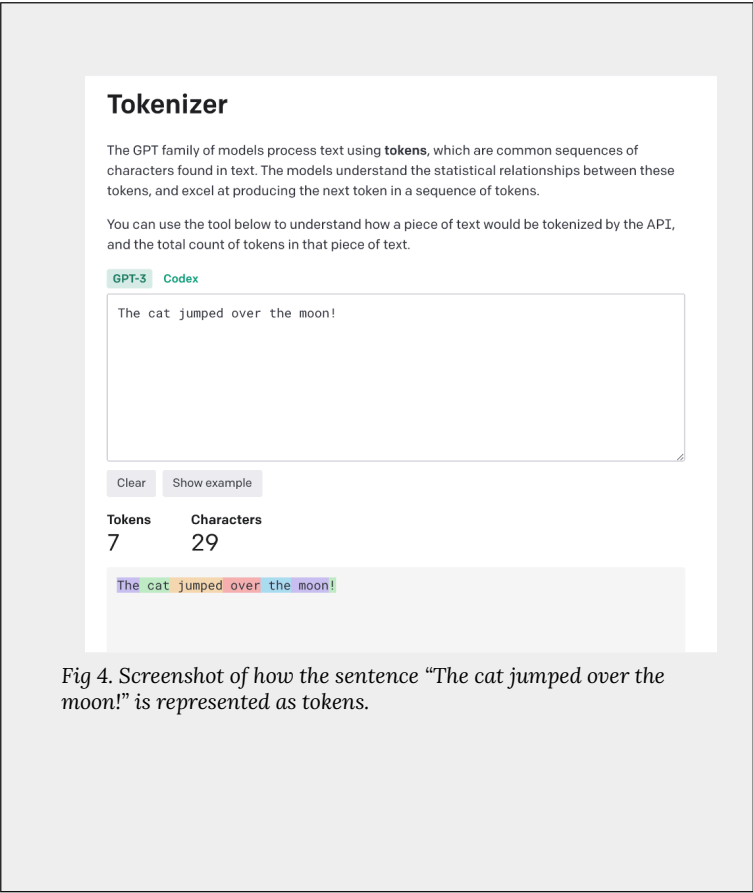 Tokenizer
The GPT family of models process text using tokens, which are common sequences of
characters found in text. The models understand the statistical relationships between these
tokens, and excel at producing the next token in a sequence of tokens.
You can use the tool below to understand how a piece of text would be tokenized by the API,
and the total count of tokens in that piece of text.
GPT-3 Codex
The cat jumped over the moon!
Clear Show example
Tokens Characters
7 29
The cat jumped over the moon!
Fig 4. Screenshot of how the sentence “The cat jumped over the
moon!” is represented as tokens.